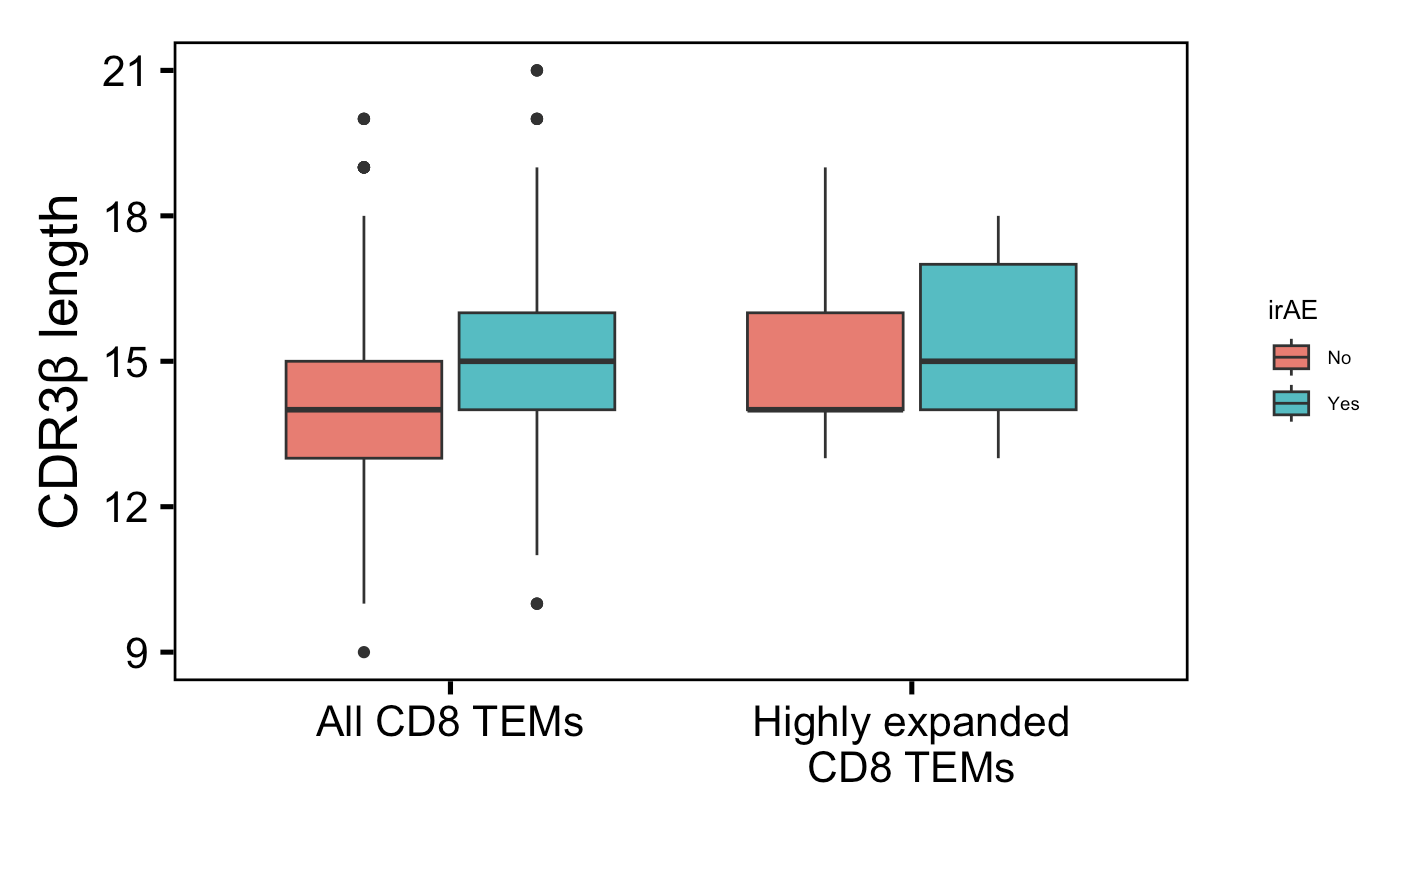 21
18
15
12
9
CDR3β length
All CD8 TEMs
Highly expanded
CD8 TEMs
irAE
No
Yes